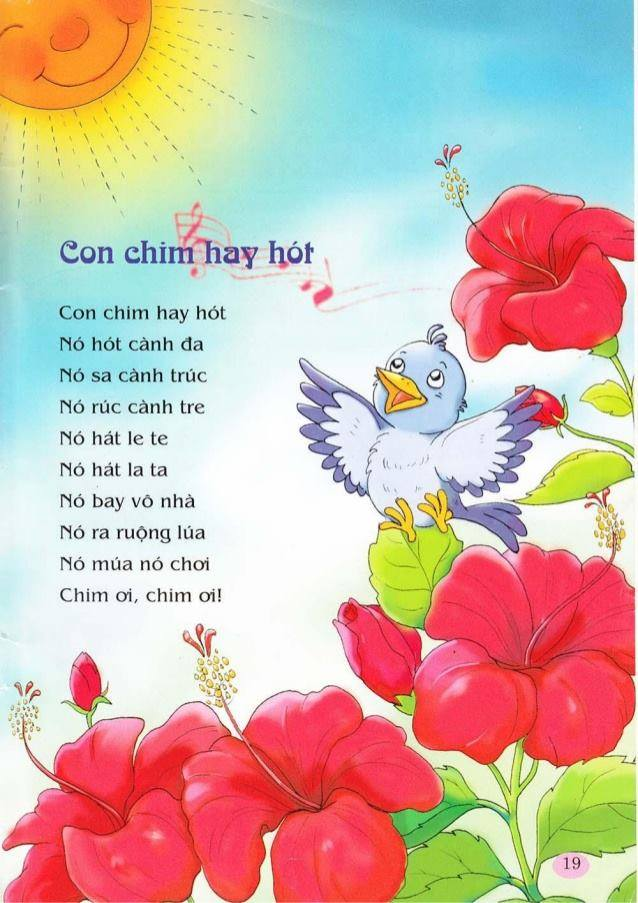 Con chim hay hót
Con chim hay hót
Nó hót cành đa
Nó sa cành trúc
Nó rúc cành tre
Nó hát le te
Nó hát la ta
Nó bay vô nhà
Nó ra ruộng lúa
Nó múa nó chơi
Chim ơi, chim ơi!
19